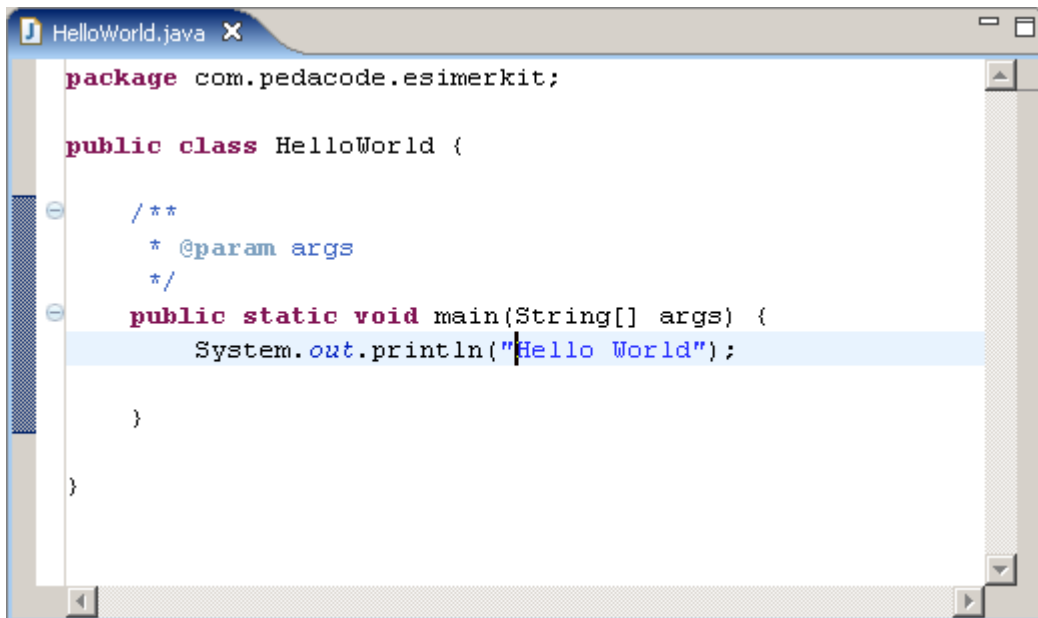 HelloWorld.java
package com.pedacode.esimerkit;
public class HelloWorld {
/**
* @param args
*/
public static void main(String[] args) {
System.out.println("Hello World");
}
}